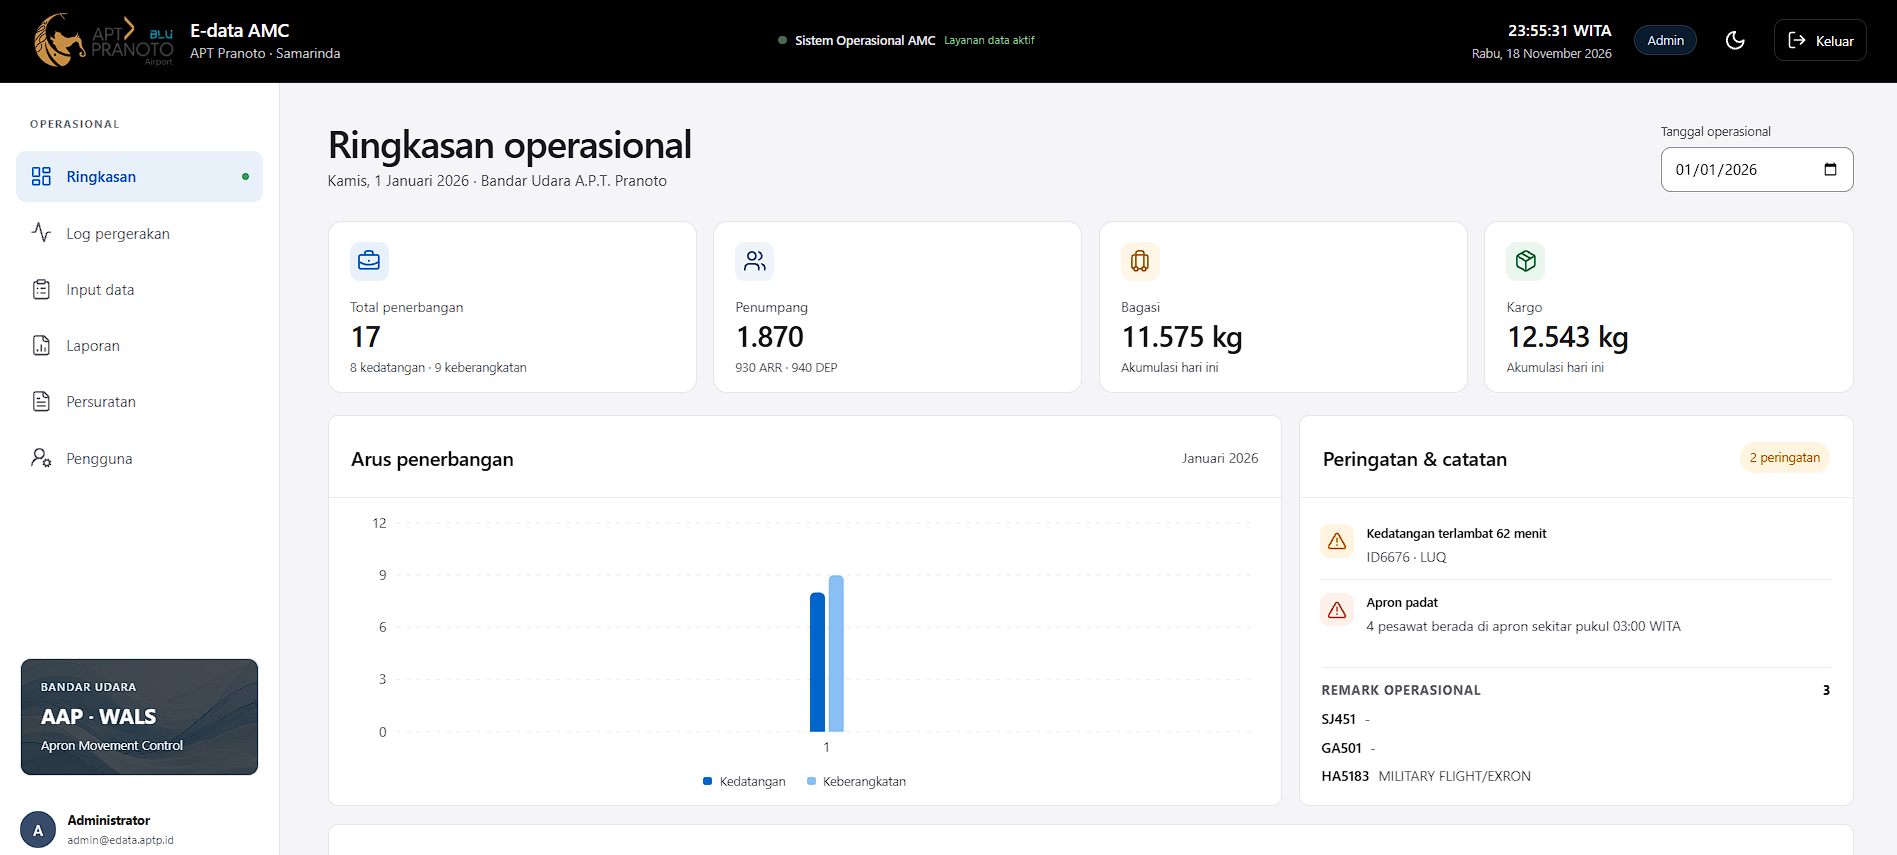 APT
PRANOTO
BLU
Airport
E-data AMC
APT Pranoto · Samarinda
Sistem Operasional AMC Layanan data aktif
23:55:31 WITA
Rabu, 18 November 2026
Admin
Keluar
OPERASIONAL
Ringkasan
Log pergerakan
Input data
Laporan
Persuratan
Pengguna
BANDAR UDARA
AAP · WALS
Apron Movement Control
A
Administrator
admin@edata.aptp.id
Ringkasan operasional
Kamis, 1 Januari 2026 · Bandar Udara A.P.T. Pranoto
Tanggal operasional
01/01/2026
Total penerbangan
17
8 kedatangan · 9 keberangkatan
Penumpang
1.870
930 ARR · 940 DEP
Bagasi
11.575 kg
Akumulasi hari ini
Kargo
12.543 kg
Akumulasi hari ini
Arus penerbangan
Januari 2026
12
9
6
3
0
1
Kedatangan
Keberangkatan
Peringatan & catatan
2 peringatan
Kedatangan terlambat 62 menit
ID6676 · LUQ
Apron padat
4 pesawat berada di apron sekitar pukul 03:00 WITA
REMARK OPERASIONAL 3
SJ451 -
GA501 -
HA5183 MILITARY FLIGHT/EXRON